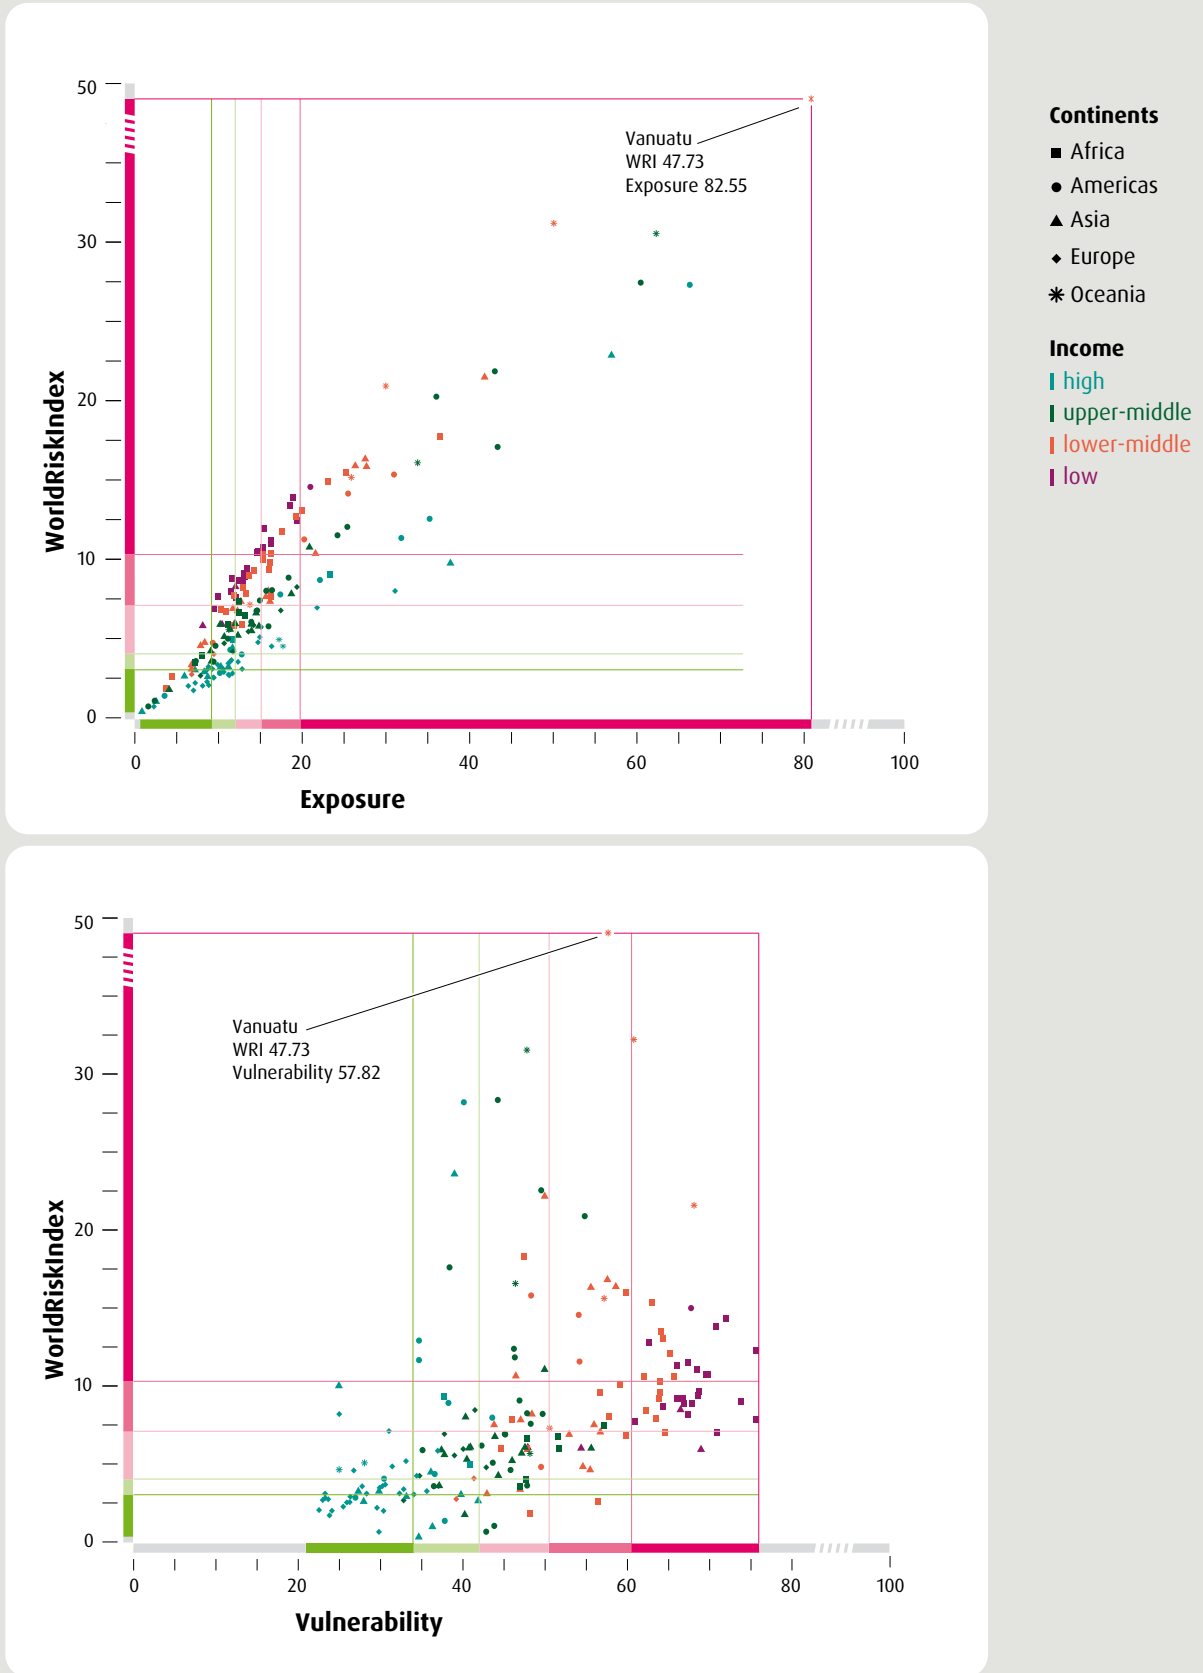 50
30
20
10
0
WorldRiskIndex
Vanuatu
WRI 47.73
Exposure 82.55
0 20 40 60 80 100
Exposure
Continents
Africa
Americas
Asia
Europe
Oceania
Income
high
upper-middle
lower-middle
low
50
30
20
10
0
WorldRiskIndex
Vanuatu
WRI 47.73
Vulnerability 57.82
0 20 40 60 80 100
Vulnerability